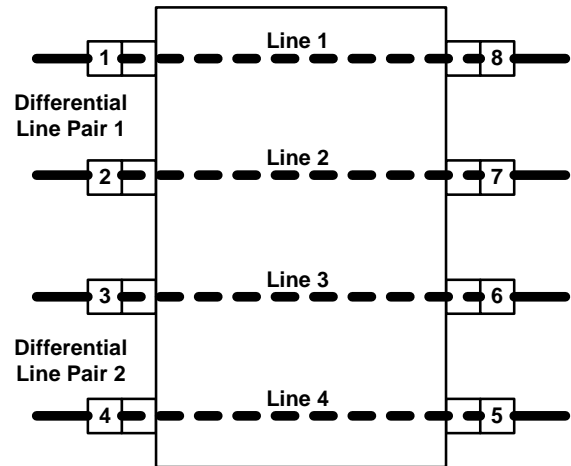 Line 1
1
8
Differential
Line Pair 1
Line 2
2
7
Line 3
3
6
Differential
Line Pair 2
Line 4
4
5